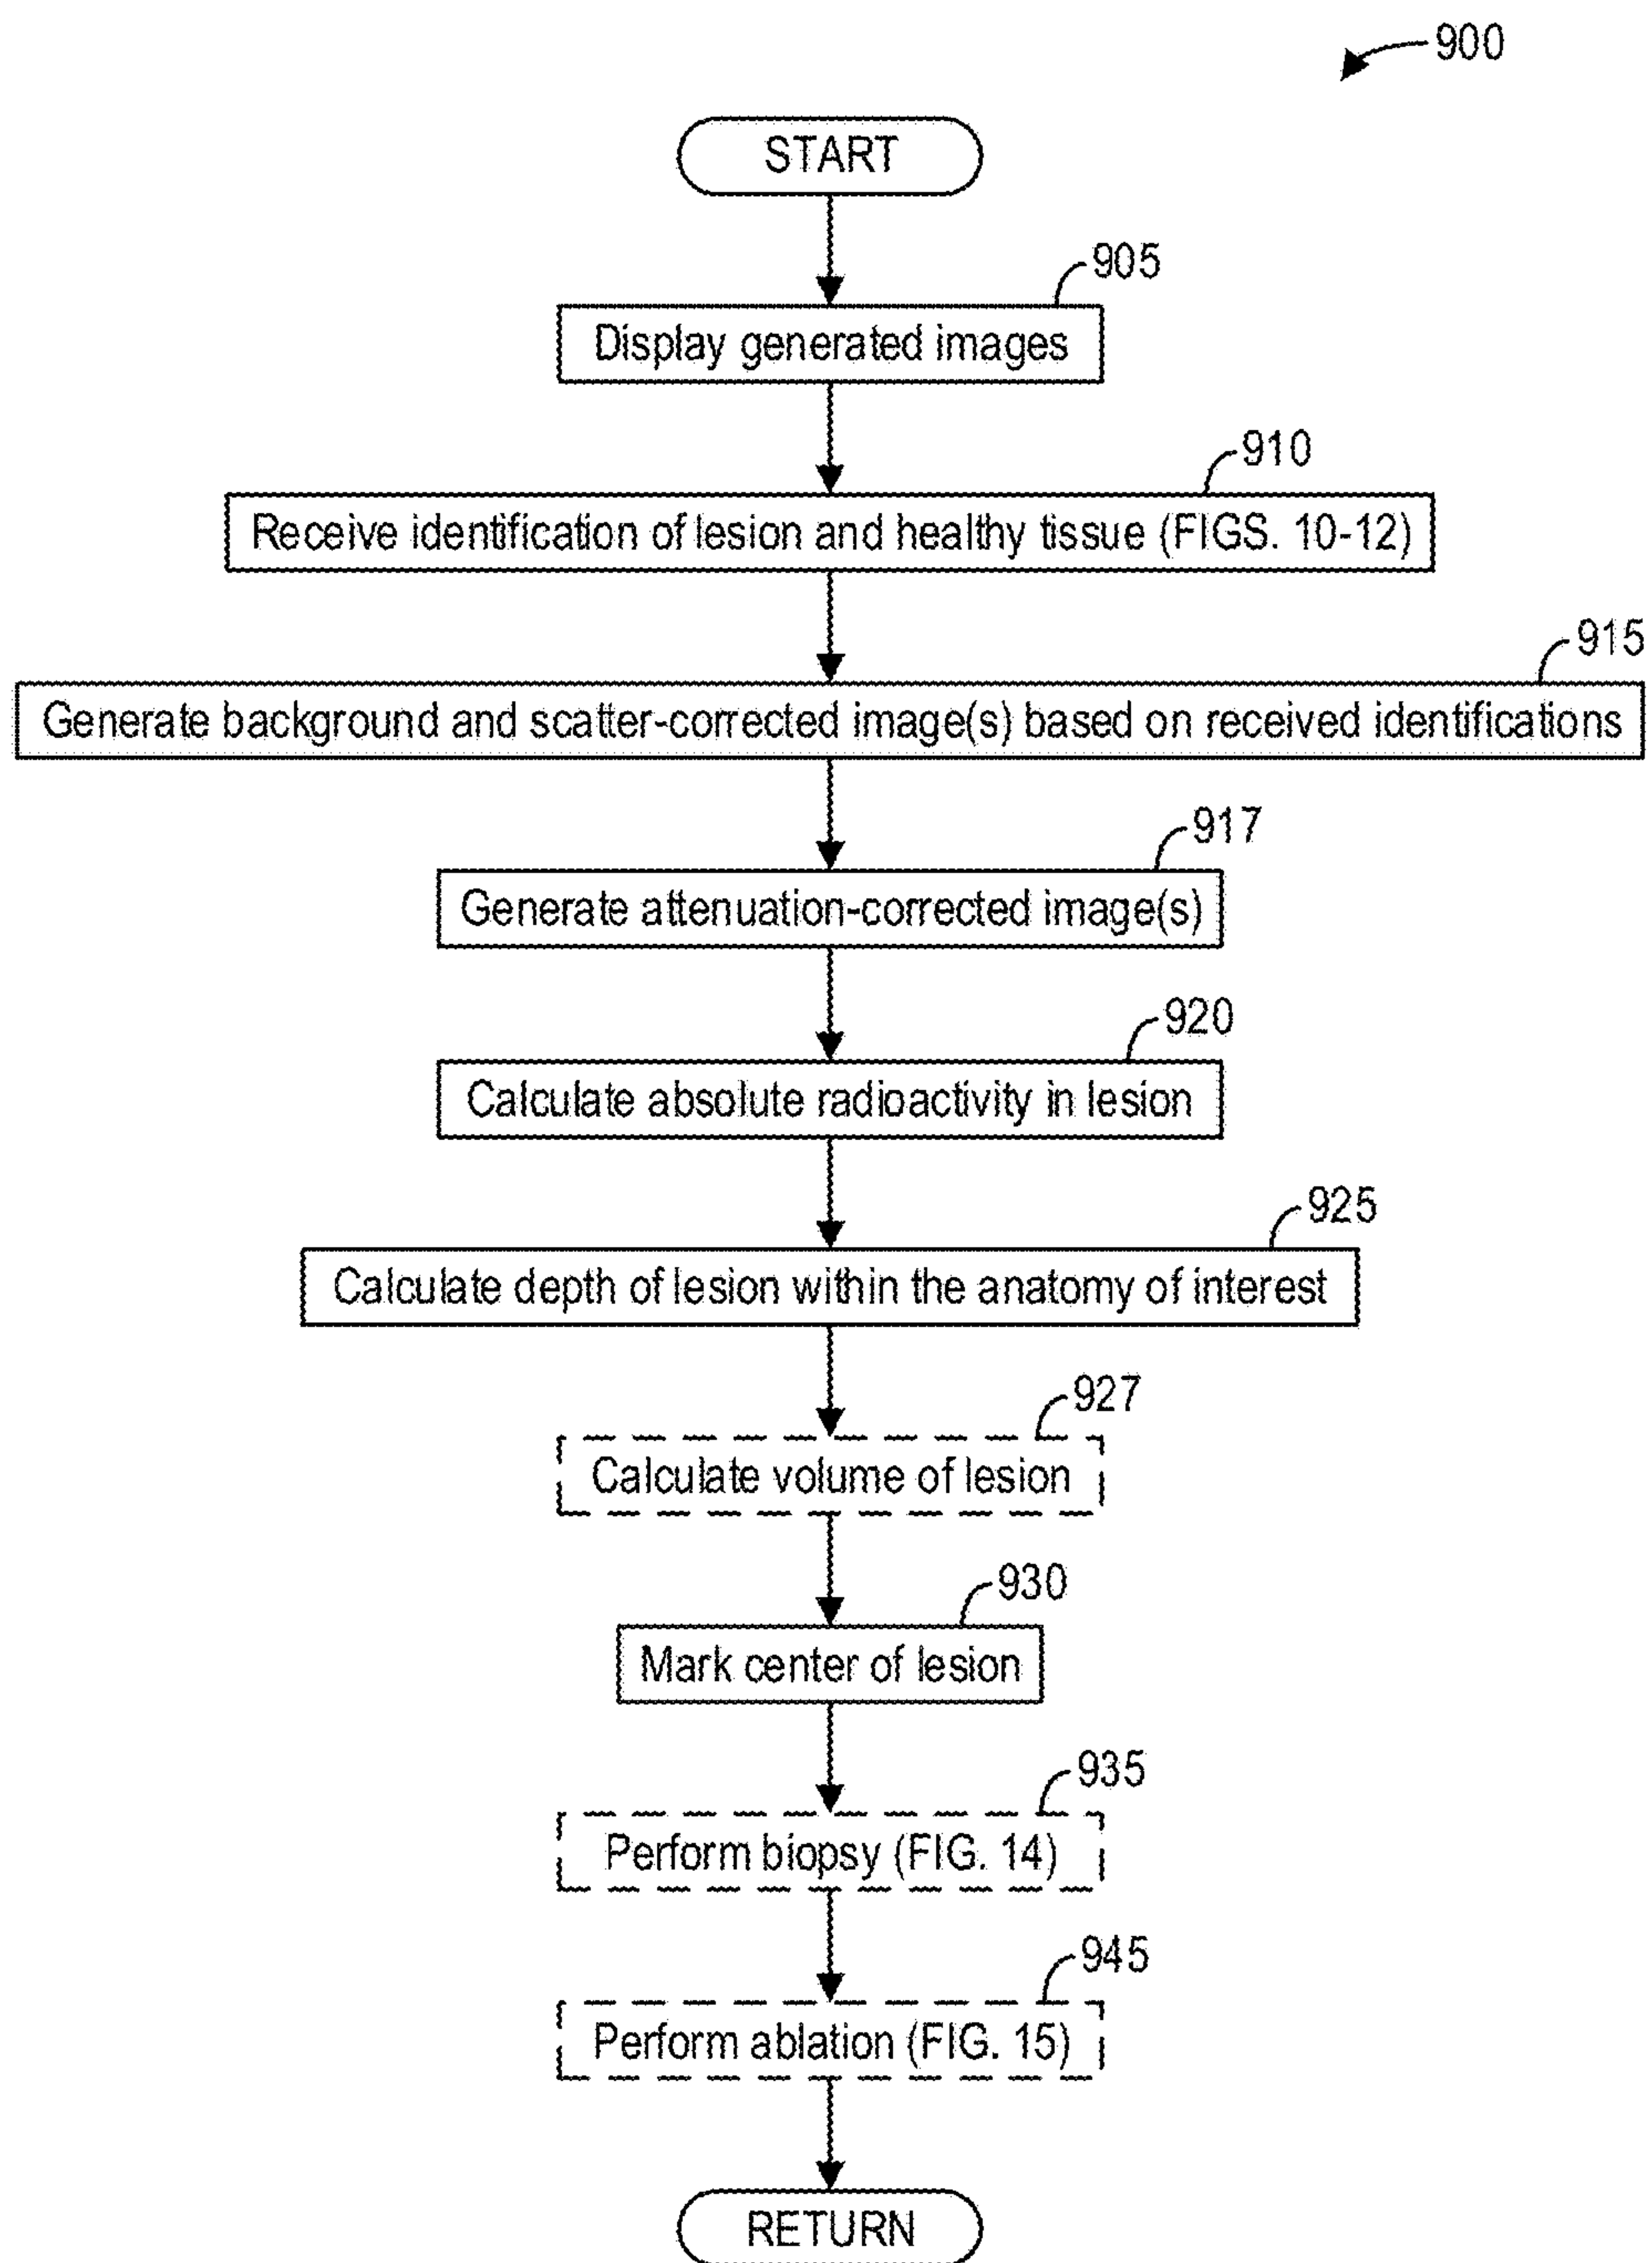 900
START
905
Display generated images
910
Receive identification of lesion and healthy tissue (FIGS. 10-12)
915
Generate background and scatter-corrected image(s) based on received identifications
917
Generate attenuation-corrected image(s)
920
Calculate absolute radioactivity in lesion
925
Calculate depth of lesion within the anatomy of interest
927
Calculate volume of lesion
930
Mark center of lesion
935
Perform biopsy (FIG. 14)
945
Perform ablation (FIG. 15)
RETURN